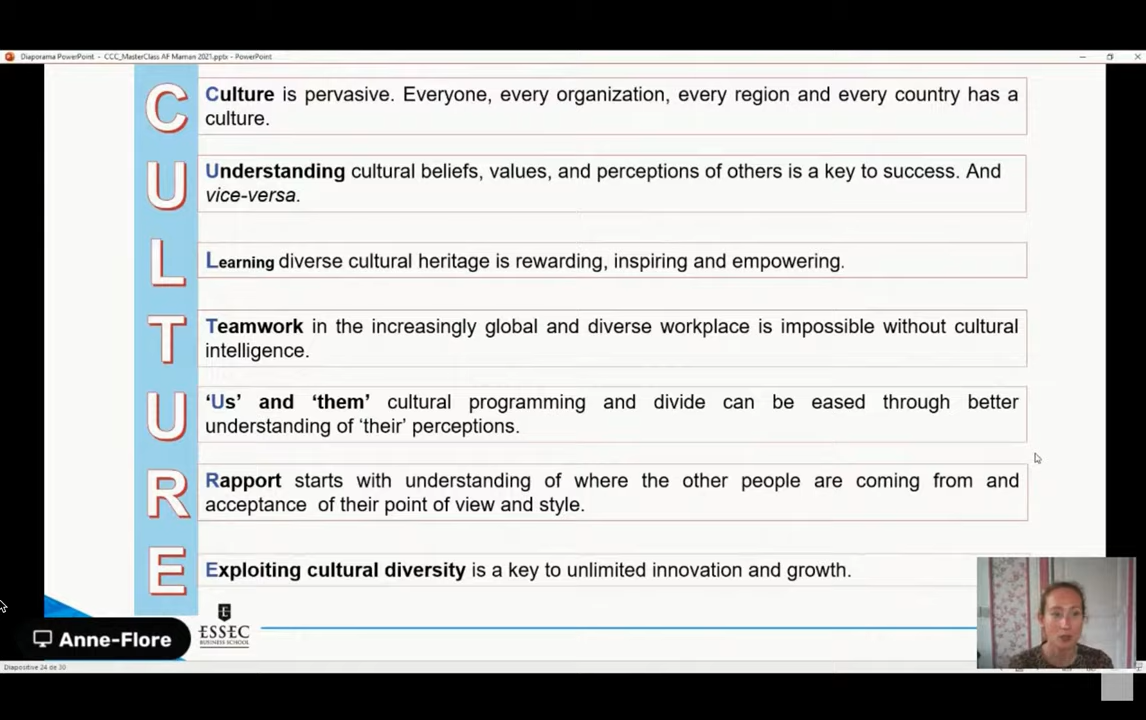 Diaporama PowerPoint - CCC_MasterClass AF Maman 2021.pptx - PowerPoint
C
Culture is pervasive. Everyone, every organization, every region and every country has a
culture.
U
Understanding cultural beliefs, values, and perceptions of others is a key to success. And
vice-versa.
L
Learning diverse cultural heritage is rewarding, inspiring and empowering.
T
Teamwork in the increasingly global and diverse workplace is impossible without cultural
intelligence.
U
‘Us’ and ‘them’ cultural programming and divide can be eased through better
understanding of ‘their’ perceptions.
R
Rapport starts with understanding of where the other people are coming from and
acceptance of their point of view and style.
E
Exploiting cultural diversity is a key to unlimited innovation and growth.
Anne-Flore
ESSEC
BUSINESS SCHOOL
Diapositive 24 de 30